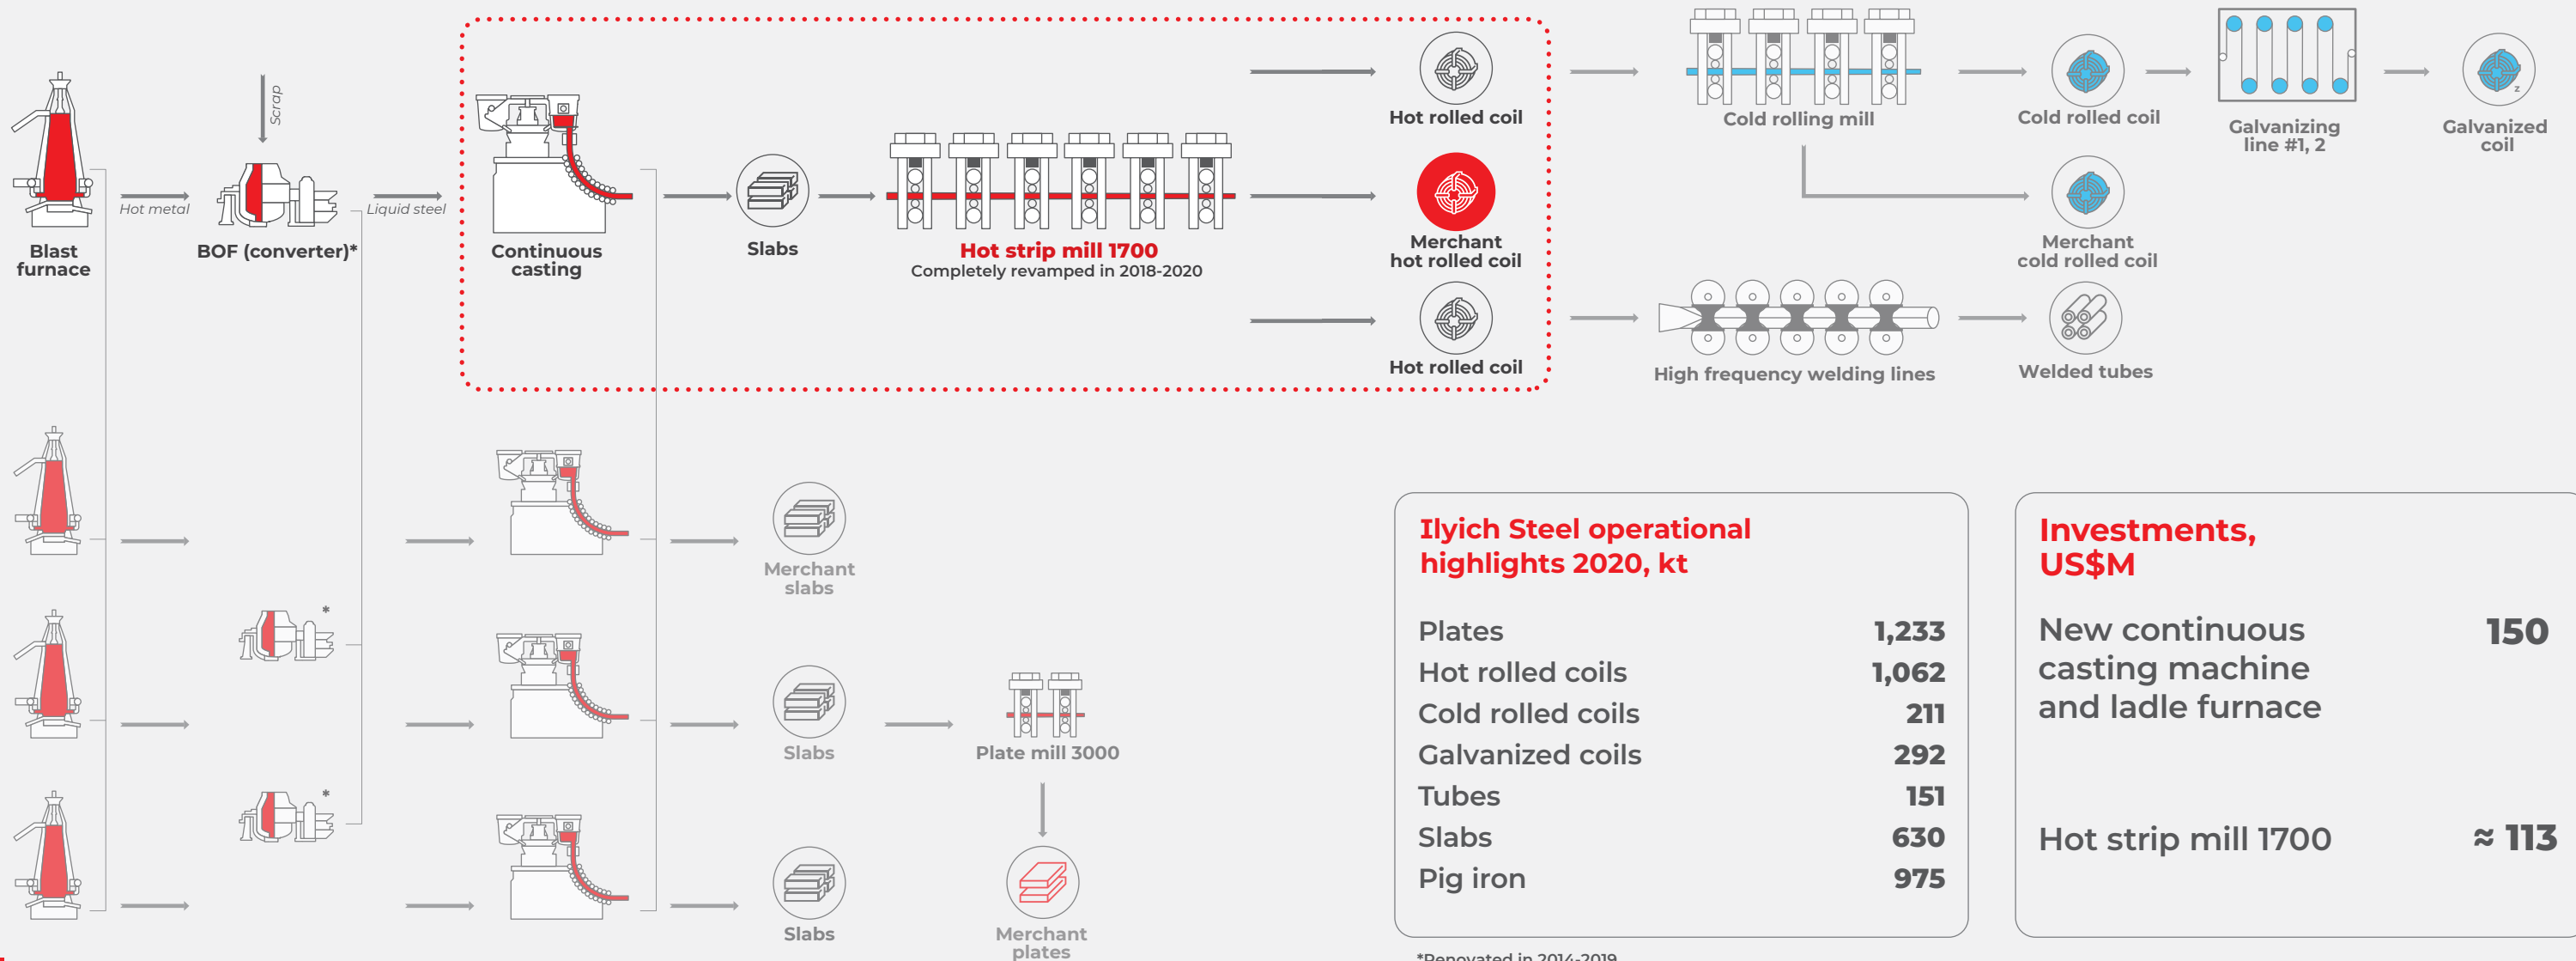 Scrap
Hot metal
Liquid steel
Blast
furnace
BOF (converter)*
Continuous
casting
Slabs
Hot strip mill 1700
Completely revamped in 2018-2020
Hot rolled coil
Merchant
hot rolled coil
Hot rolled coil
Cold rolling mill
Cold rolled coil
Galvanizing
line #1, 2
z
Galvanized
coil
Merchant
cold rolled coil
High frequency welding lines
Welded tubes
Merchant
slabs
*
Slabs
Plate mill 3000
*
Slabs
Merchant
plates
Ilyich Steel operational
highlights 2020, kt
Plates 1,233
Hot rolled coils 1,062
Cold rolled coils 211
Galvanized coils 292
Tubes 151
Slabs 630
Pig iron 975
*Renovated in 2014-2019
Investments,
US$M
New continuous 150
casting machine
and ladle furnace
Hot strip mill 1700 ≈ 113